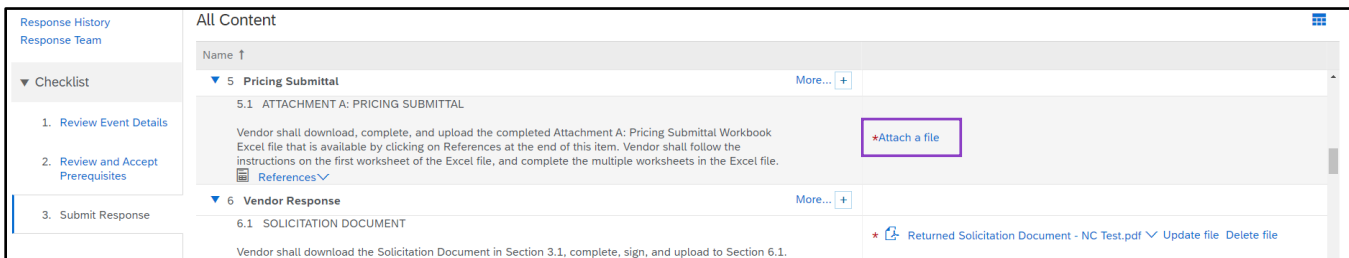 Response History
Response Team
▼ Checklist
1. Review Event Details
2. Review and Accept
Prerequisites
3. Submit Response
All Content
Name ↑
▼ 5 Pricing Submittal More... +
5.1 ATTACHMENT A: PRICING SUBMITTAL
Vendor shall download, complete, and upload the completed Attachment A: Pricing Submittal Workbook
Excel file that is available by clicking on References at the end of this item. Vendor shall follow the
instructions on the first worksheet of the Excel file, and complete the multiple worksheets in the Excel file.
References
*Attach a file
▼ 6 Vendor Response More... +
6.1 SOLICITATION DOCUMENT
* Returned Solicitation Document - NC Test.pdf Update file Delete file
Vendor shall download the Solicitation Document in Section 3.1, complete, sign, and upload to Section 6.1.